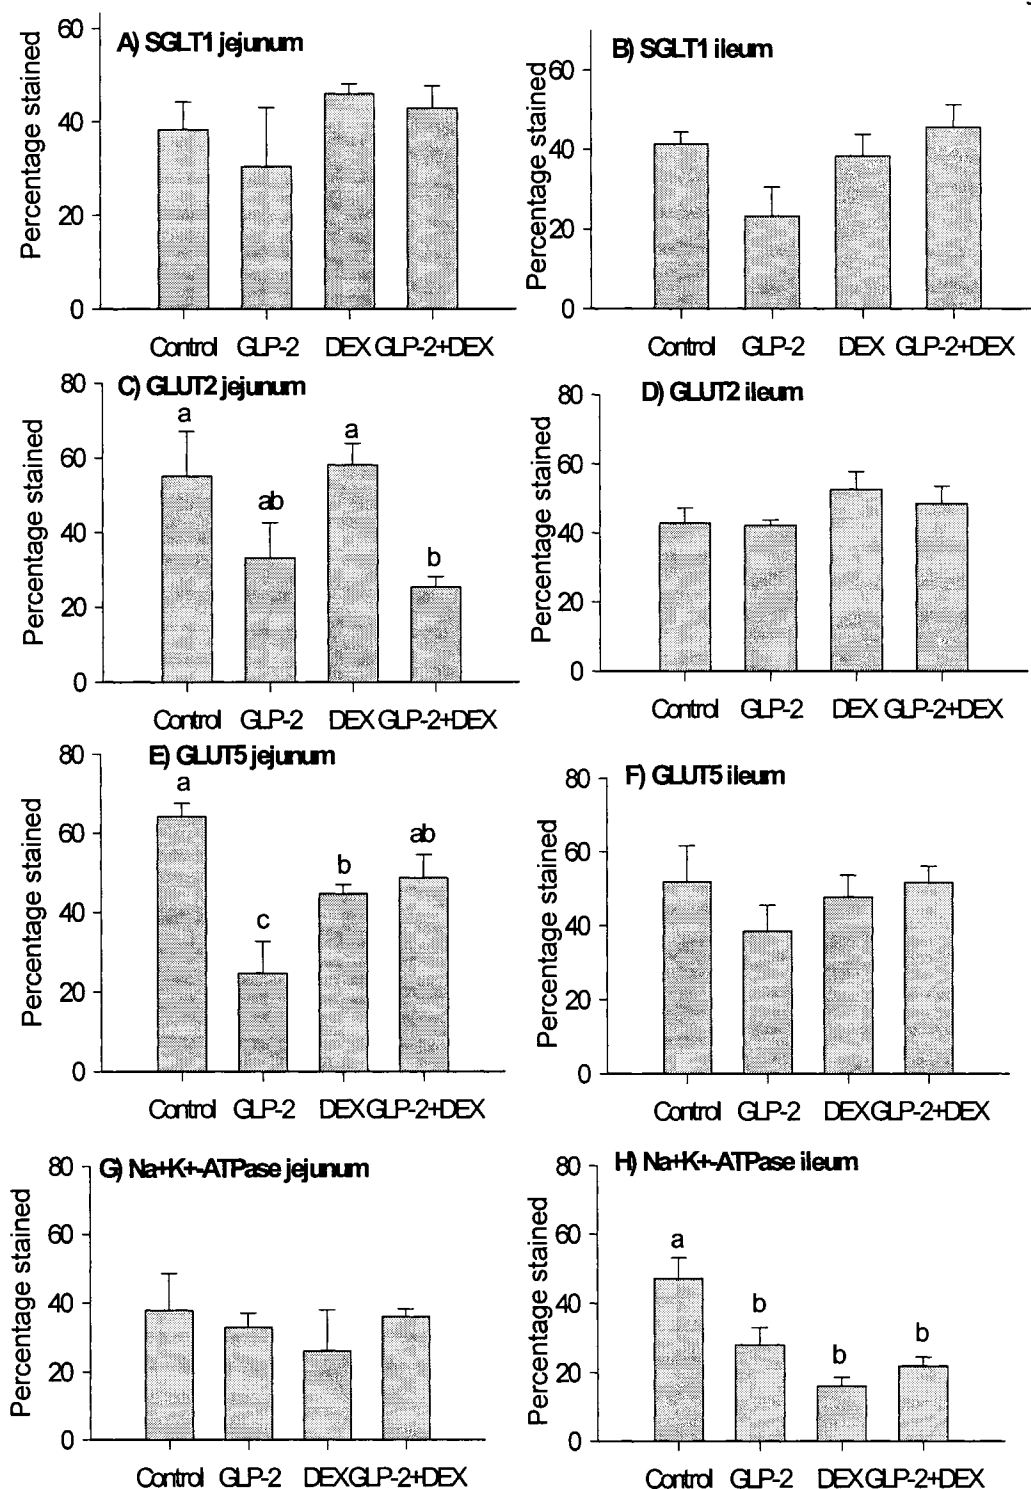 A) SGLT1 jejunum
Percentage stained
60
40
20
0
Control GLP-2 DEX GLP-2+DEX
B) SGLT1 ileum
Percentage stained
60
40
20
0
Control GLP-2 DEX GLP-2+DEX
C) GLUT2 jejunum
Percentage stained
80
60
40
20
0
a
ab
a
b
Control GLP-2 DEX GLP-2+DEX
D) GLUT2 ileum
Percentage stained
80
60
40
20
0
Control GLP-2 DEX GLP-2+DEX
E) GLUT5 jejunum
Percentage stained
80
60
40
20
0
a
c
b
ab
Control GLP-2 DEX GLP-2+DEX
F) GLUT5 ileum
Percentage stained
80
60
40
20
0
Control GLP-2 DEX GLP-2+DEX
G) Na+K+-ATPase jejunum
Percentage stained
80
60
40
20
0
Control GLP-2 DEX GLP-2+DEX
H) Na+K+-ATPase ileum
Percentage stained
80
60
40
20
0
a
b
b
b
Control GLP-2 DEX GLP-2+DEX